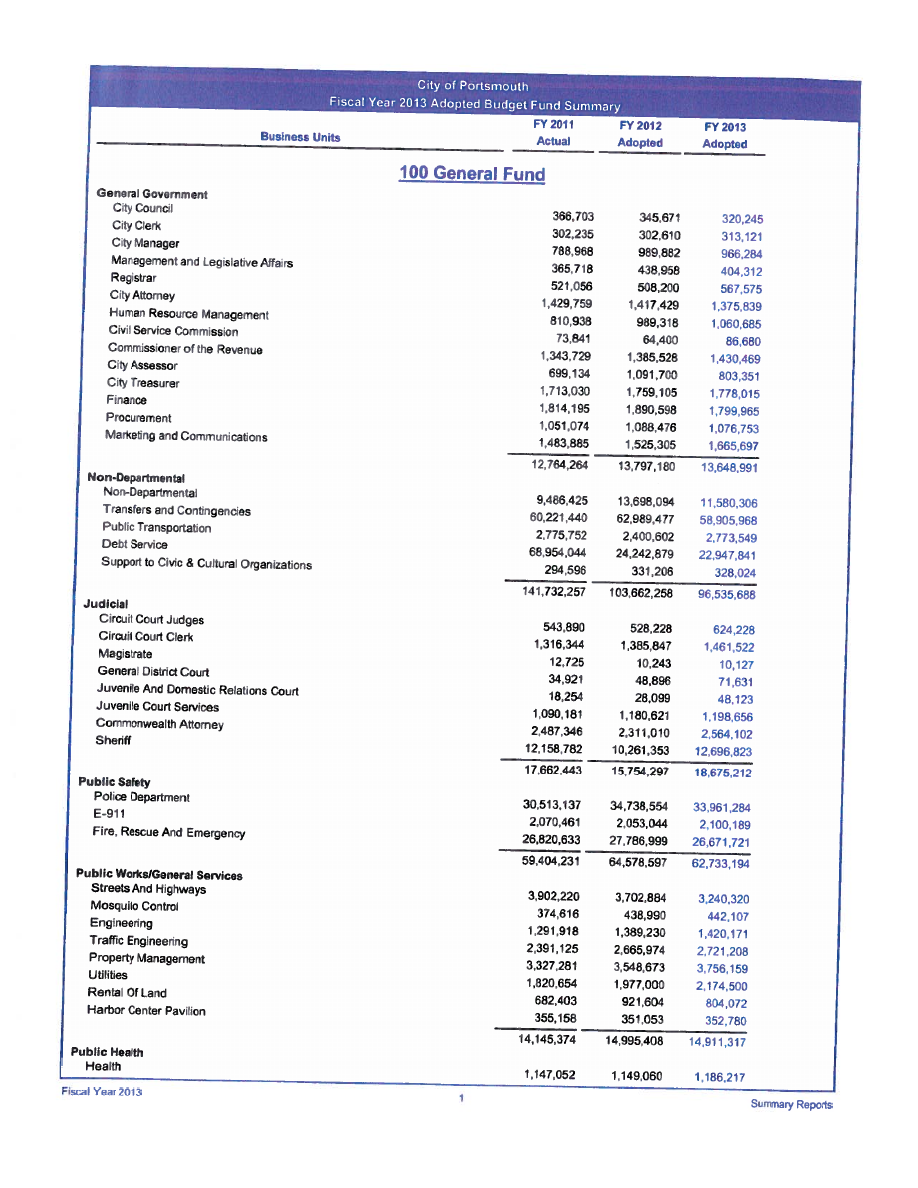 City of Portsmouth
Fiscal Year 2013 Adopted Budget Fund Summary
Business Units FY 2011 Actual FY 2012 Adopted FY 2013 Adopted
100 General Fund
General Government
City Council 366,703 345,671 320,245
City Clerk 302,235 302,610 313,121
City Manager 788,968 989,882 966,284
Management and Legislative Affairs 365,718 438,958 404,312
Registrar 521,056 508,200 567,575
City Attorney 1,429,759 1,417,429 1,375,839
Human Resource Management 810,938 989,318 1,060,685
Civil Service Commission 73,841 64,400 86,680
Commissioner of the Revenue 1,343,729 1,385,528 1,430,469
City Assessor 699,134 1,091,700 803,351
City Treasurer 1,713,030 1,759,105 1,778,015
Finance 1,814,195 1,890,598 1,799,965
Procurement 1,051,074 1,088,476 1,076,753
Marketing and Communications 1,483,885 1,525,305 1,665,697
12,764,264 13,797,180 13,648,991
Non-Departmental
Non-Departmental 9,486,425 13,698,094 11,580,306
Transfers and Contingencies 60,221,440 62,989,477 58,905,968
Public Transportation 2,775,752 2,400,602 2,773,549
Debt Service 68,954,044 24,242,879 22,947,841
Support to Civic & Cultural Organizations 294,596 331,206 328,024
141,732,257 103,662,258 96,535,688
Judicial
Circuit Court Judges 543,890 528,228 624,228
Circuit Court Clerk 1,316,344 1,385,847 1,461,522
Magistrate 12,725 10,243 10,127
General District Court 34,921 48,896 71,631
Juvenile And Domestic Relations Court 18,254 28,099 48,123
Juvenile Court Services 1,090,181 1,180,621 1,198,656
Commonwealth Attorney 2,487,346 2,311,010 2,564,102
Sheriff 12,158,782 10,261,353 12,696,823
17,662,443 15,754,297 18,675,212
Public Safety
Police Department 30,513,137 34,738,554 33,961,284
E-911 2,070,461 2,053,044 2,100,189
Fire, Rescue And Emergency 26,820,633 27,786,999 26,671,721
59,404,231 64,578,597 62,733,194
Public Works/General Services
Streets And Highways 3,902,220 3,702,884 3,240,320
Mosquito Control 374,616 438,990 442,107
Engineering 1,291,918 1,389,230 1,420,171
Traffic Engineering 2,391,125 2,665,974 2,721,208
Property Management 3,327,281 3,548,673 3,756,159
Utilities 1,820,654 1,977,000 2,174,500
Rental Of Land 682,403 921,604 804,072
Harbor Center Pavilion 355,158 351,053 352,780
14,145,374 14,995,408 14,911,317
Public Health
Health 1,147,052 1,149,060 1,186,217
Fiscal Year 2013 1 Summary Reports